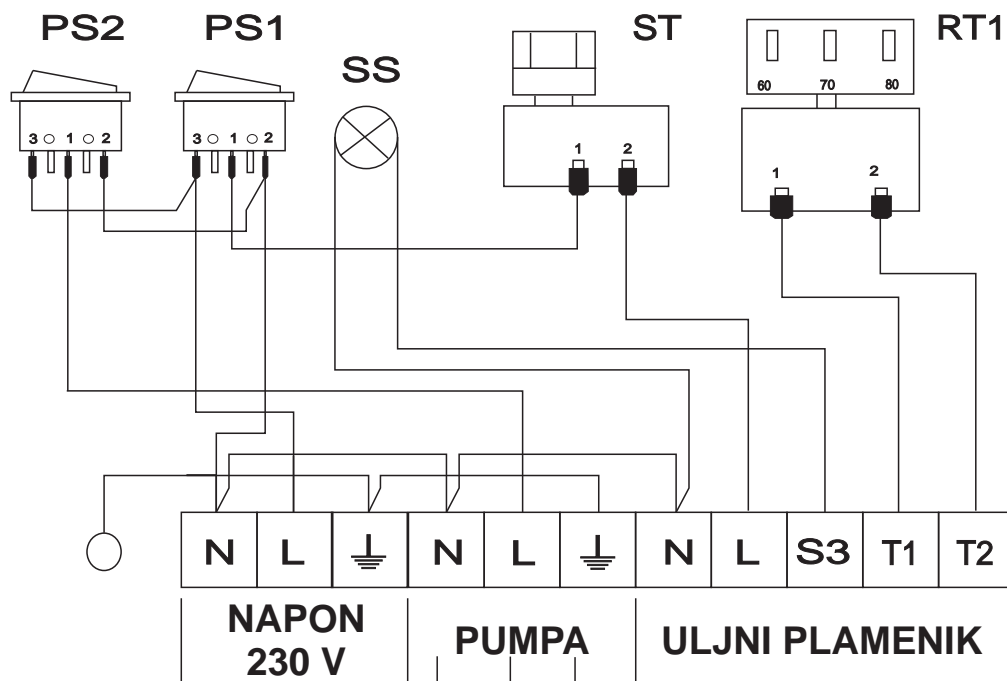 PS2 PS1 SS ST RT1
60 70 80
3 1 2 3 1 2
1 2
1 2
N L N L N L S3 T1 T2
NAPON
230 V
PUMPA
ULJNI PLAMENIK